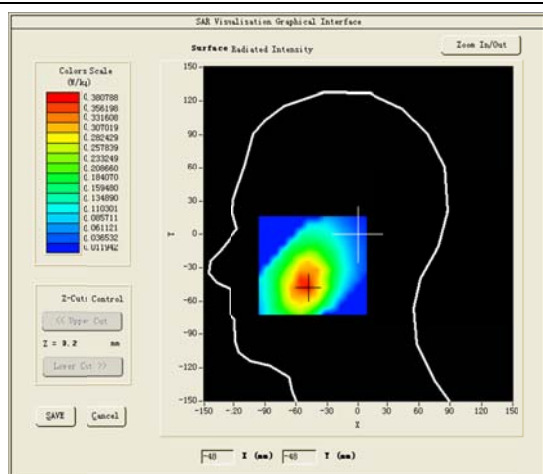 SAR Visualisation Graphical Interface
Surface Radiated Intensity
Zoom In/Out
Colors Scale
(W/kg)
0.380788
0.356198
0.331608
0.307019
0.282429
0.257839
0.233249
0.208660
0.184070
0.159480
0.134890
0.110301
0.085711
0.061121
0.036532
0.011942
Z-Cut: Control
<< Upper Cut
Z = 0.2 mm
Lower Cut >>
SAVE
Cancel
150
120
90
60
30
0
-30
-60
-90
-120
-150
Y
-150 -120 -90 -60 -30 0 30 60 90 120 150
X
-48 X (mm) -48 Y (mm)